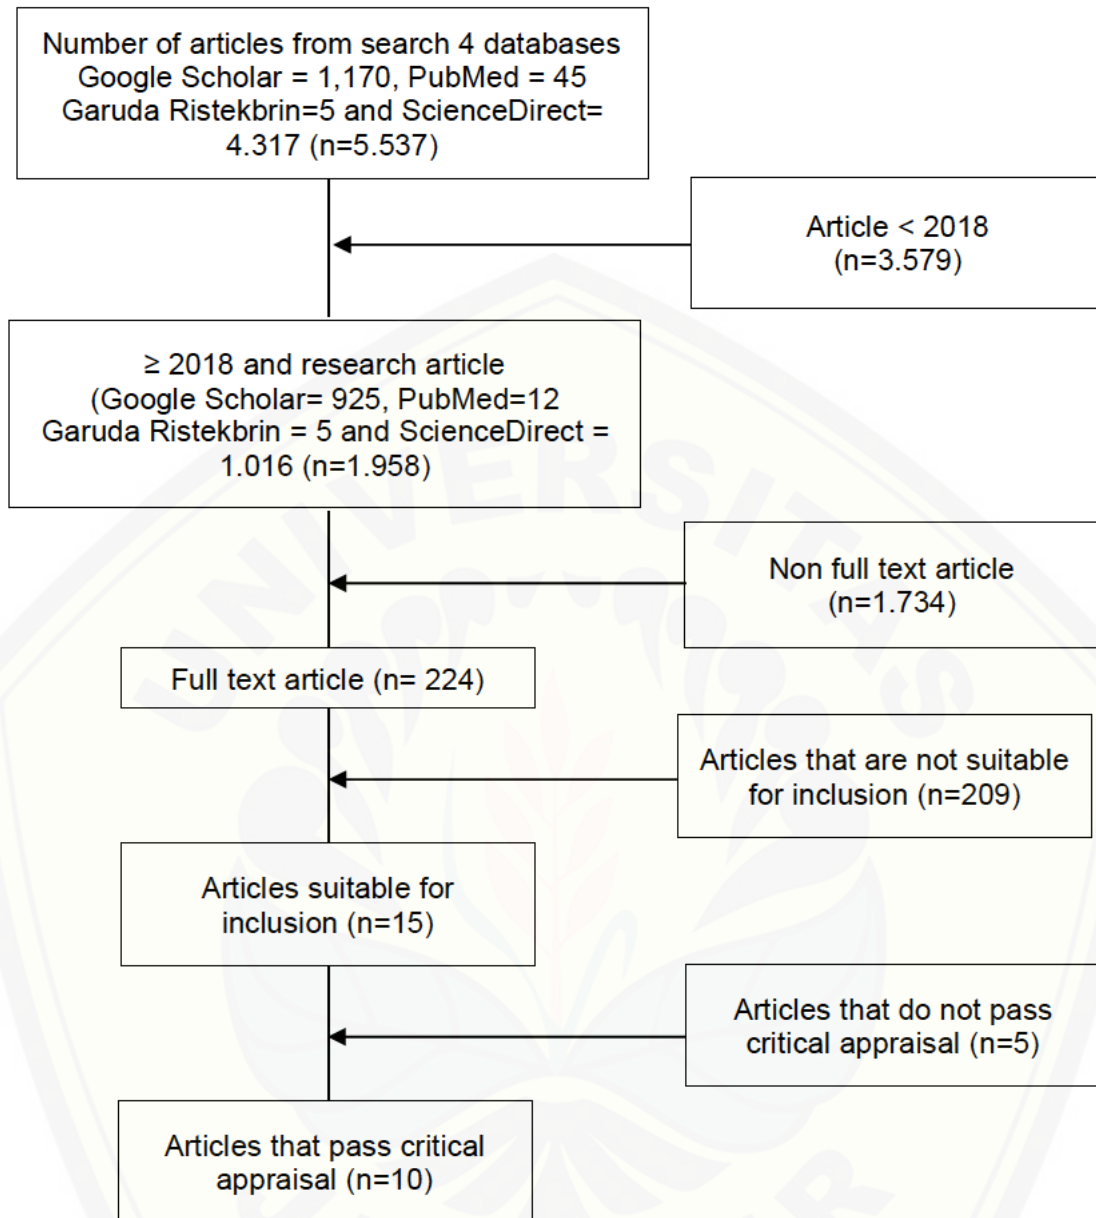 Number of articles from search 4 databases
Google Scholar = 1,170, PubMed = 45
Garuda Ristekbrin=5 and ScienceDirect=
4.317 (n=5.537)
Article < 2018
(n=3.579)
≥ 2018 and research article
(Google Scholar= 925, PubMed=12
Garuda Ristekbrin = 5 and ScienceDirect =
1.016 (n=1.958)
Non full text article
(n=1.734)
Full text article (n= 224)
Articles that are not suitable
for inclusion (n=209)
Articles suitable for
inclusion (n=15)
Articles that do not pass
critical appraisal (n=5)
Articles that pass critical
appraisal (n=10)
UNIVERSITAS